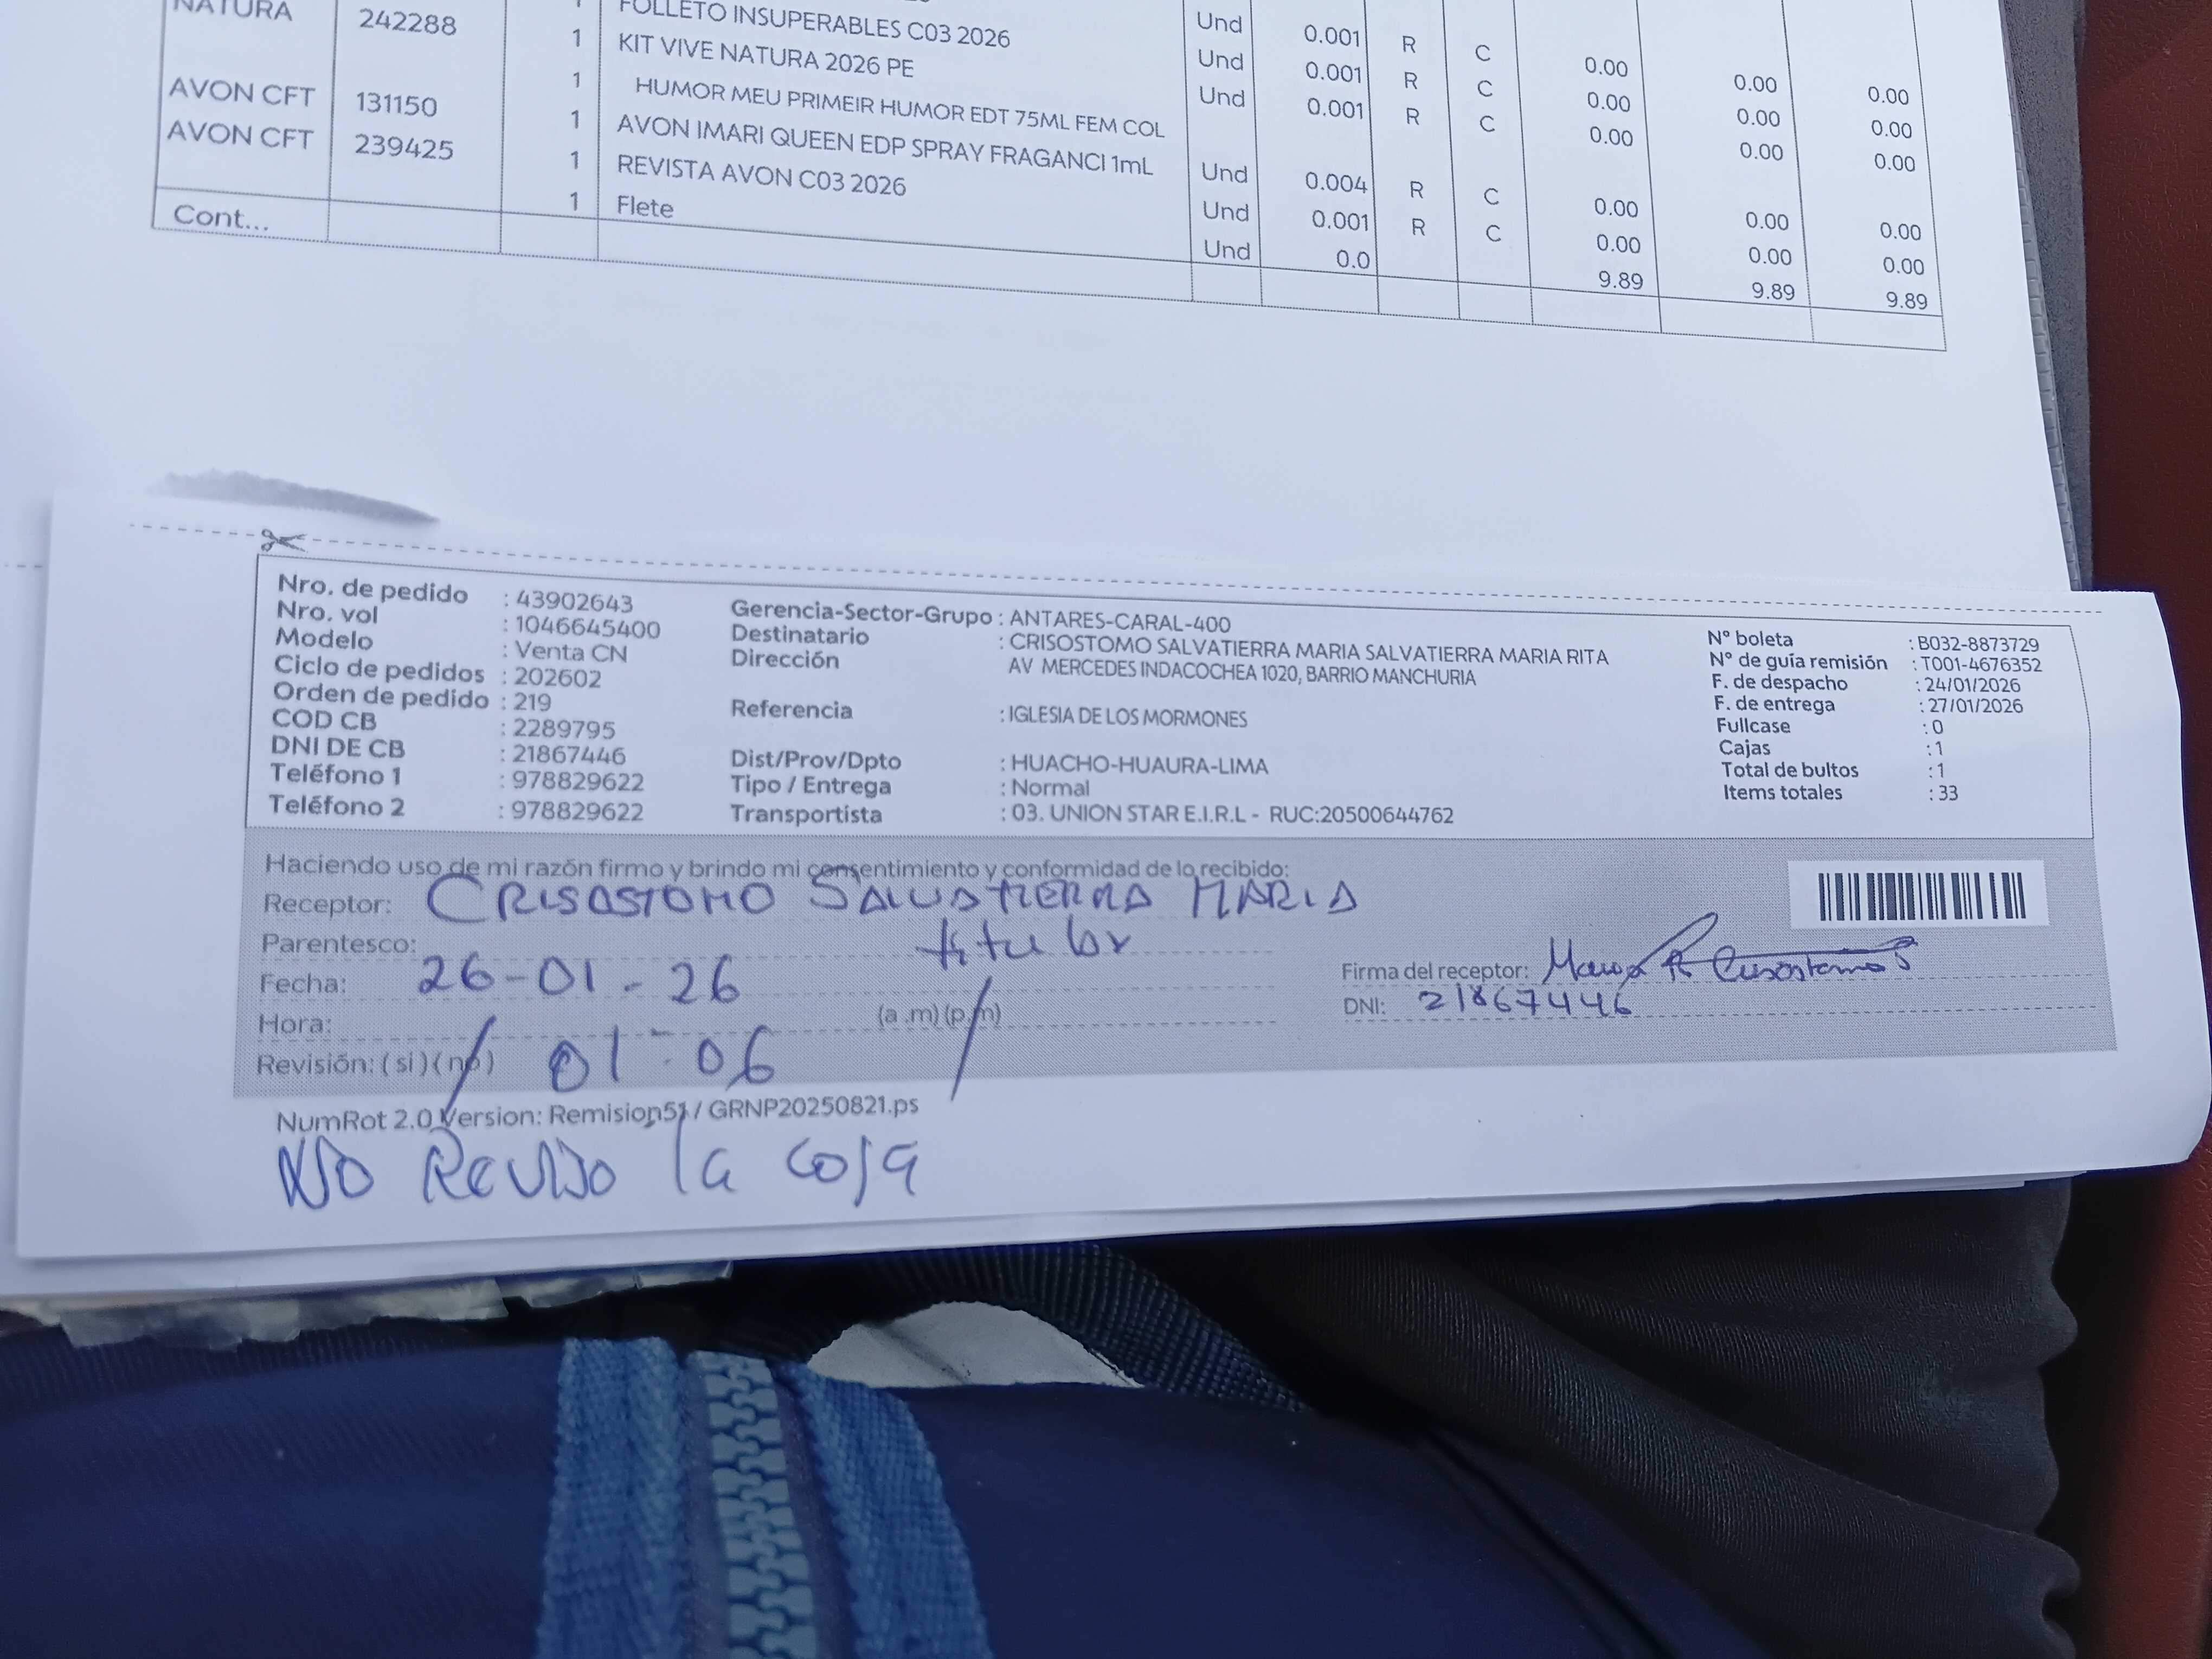 NATURA 242288 1 FOLLETO INSUPERABLES C03 2026 Und 0.001 R C 0.00 0.00 0.00
1 KIT VIVE NATURA 2026 PE Und 0.001 R C 0.00 0.00 0.00
1 HUMOR MEU PRIMEIR HUMOR EDT 75ML FEM COL Und 0.001 R C 0.00 0.00 0.00
AVON CFT 131150 1 AVON IMARI QUEEN EDP SPRAY FRAGANCI 1mL Und 0.004 R C 0.00 0.00 0.00
AVON CFT 239425 1 REVISTA AVON C03 2026 Und 0.001 R C 0.00 0.00 0.00
1 Flete Und 0.0 9.89 9.89 9.89
Cont...
Nro. de pedido : 43902643
Nro. vol : 1046645400
Modelo : Venta CN
Ciclo de pedidos : 202602
Orden de pedido : 219
COD CB : 2289795
DNI DE CB : 21867446
Teléfono 1 : 978829622
Teléfono 2 : 978829622
Gerencia-Sector-Grupo : ANTARES-CARAL-400
Destinatario : CRISOSTOMO SALVATIERRA MARIA SALVATIERRA MARIA RITA
Dirección AV MERCEDES INDACOCHEA 1020, BARRIO MANCHURIA
Referencia : IGLESIA DE LOS MORMONES
Dist/Prov/Dpto : HUACHO-HUAURA-LIMA
Tipo / Entrega : Normal
Transportista : 03. UNION STAR E.I.R.L - RUC:20500644762
N° boleta : B032-8873729
N° de guía remisión : T001-4676352
F. de despacho : 24/01/2026
F. de entrega : 27/01/2026
Fullcase : 0
Cajas : 1
Total de bultos : 1
Items totales : 33
Haciendo uso de mi razón firmo y brindo mi consentimiento y conformidad de lo recibido:
Receptor: CRISOSTOMO SALVATIERRA MARIA
Parentesco: titular
Fecha: 26-01-26
Hora: (a.m) (p.m)
Revisión: ( si ) ( no ) 01:06
Firma del receptor: Maria R Crisostomo S
DNI: 21867446
NumRot 2.0 Version: Remision51 / GRNP20250821.ps
NO REVISO la caja